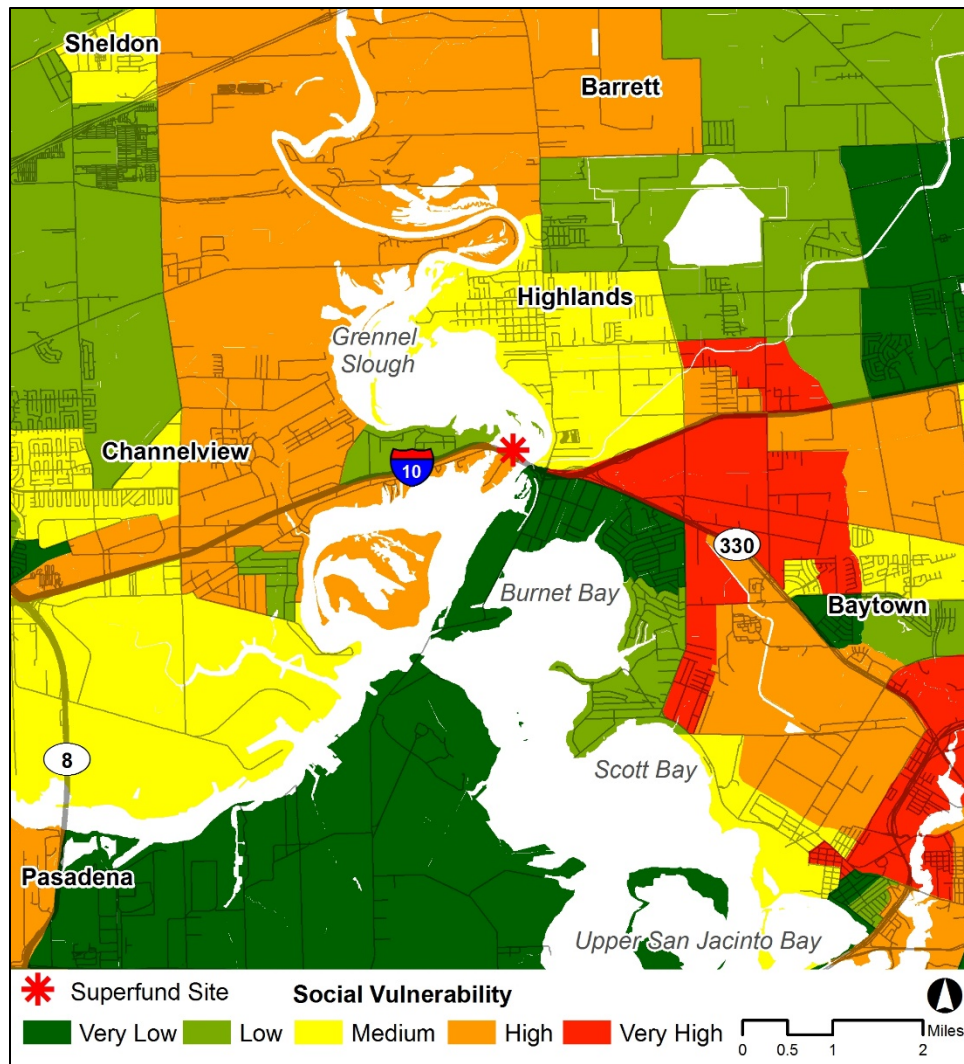 Sheldon
Barrett
Highlands
Grennel
Slough
Channelview
10
330
Burnet Bay
Baytown
Scott Bay
8
Pasadena
Upper San Jacinto Bay
Superfund Site
Social Vulnerability
Very Low
Low
Medium
High
Very High
Miles
0 0.5 1 2